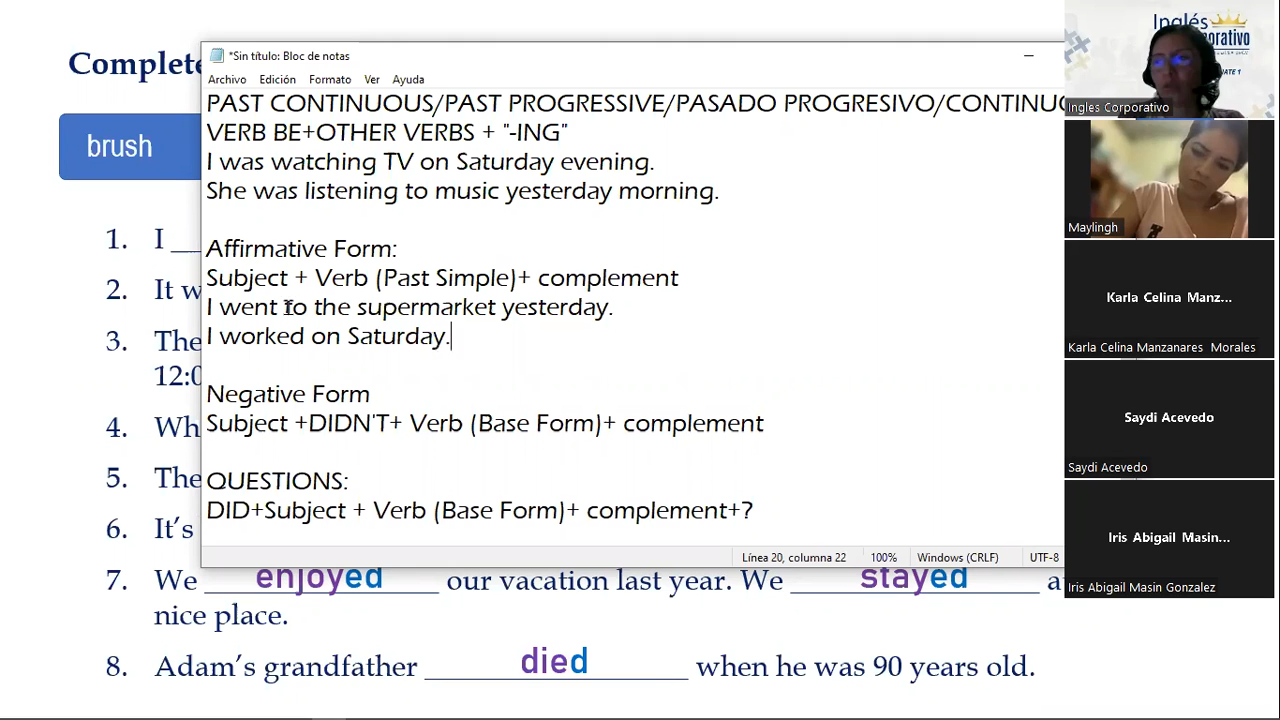 Complete
brush
1. I __
2. It w
3. The
12:0
4. Wh
5. The
6. It's
7. We enjoyed our vacation last year. We stayed a
nice place.
8. Adam's grandfather died when he was 90 years old.
*Sin título: Bloc de notas
Archivo Edición Formato Ver Ayuda
PAST CONTINUOUS/PAST PROGRESSIVE/PASADO PROGRESIVO/CONTINUO
VERB BE+OTHER VERBS + "-ING"
I was watching TV on Saturday evening.
She was listening to music yesterday morning.
Affirmative Form:
Subject + Verb (Past Simple)+ complement
I went to the supermarket yesterday.
I worked on Saturday.
Negative Form
Subject +DIDN'T+ Verb (Base Form)+ complement
QUESTIONS:
DID+Subject + Verb (Base Form)+ complement+?
Línea 20, columna 22 100% Windows (CRLF) UTF-8
Inglés
orporativo
Ingles Corporativo
Maylingh
Karla Celina Manz...
Karla Celina Manzanares Morales
Saydi Acevedo
Saydi Acevedo
Iris Abigail Masin...
Iris Abigail Masin Gonzalez